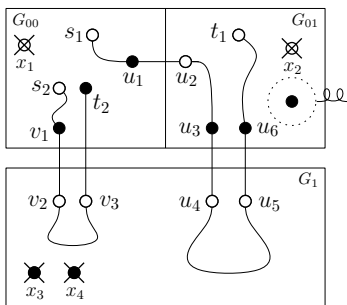 G₀₀ s₁ t₁ G₀₁
x₁ u₁ u₂ x₂
s₂ t₂
v₁ u₃ u₆
G₁
v₂ v₃ u₄ u₅
x₃ x₄